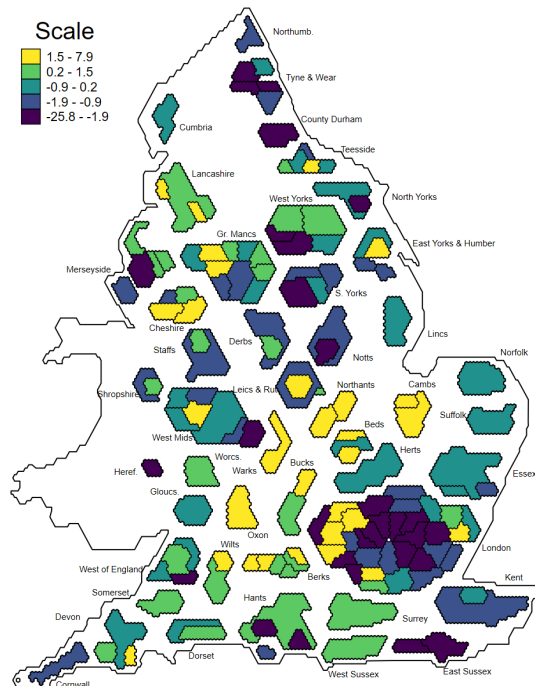 Scale
1.5 - 7.9
0.2 - 1.5
-0.9 - 0.2
-1.9 - -0.9
-25.8 - -1.9
Northumb.
Tyne & Wear
County Durham
Cumbria
Teesside
Lancashire
North Yorks
West Yorks
Gr. Mancs
East Yorks & Humber
Merseyside
S. Yorks
Cheshire
Lincs
Staffs
Derbs
Notts
Norfolk
Shropshire
Leics & Rut
Northants
Cambs
Suffolk
West Mids
Beds
Worcs.
Herts
Heref.
Warks
Bucks
Essex
Gloucs.
Oxon
Wilts
London
West of England
Berks
Kent
Somerset
Hants
Devon
Surrey
Dorset
West Sussex
East Sussex
Cornwall